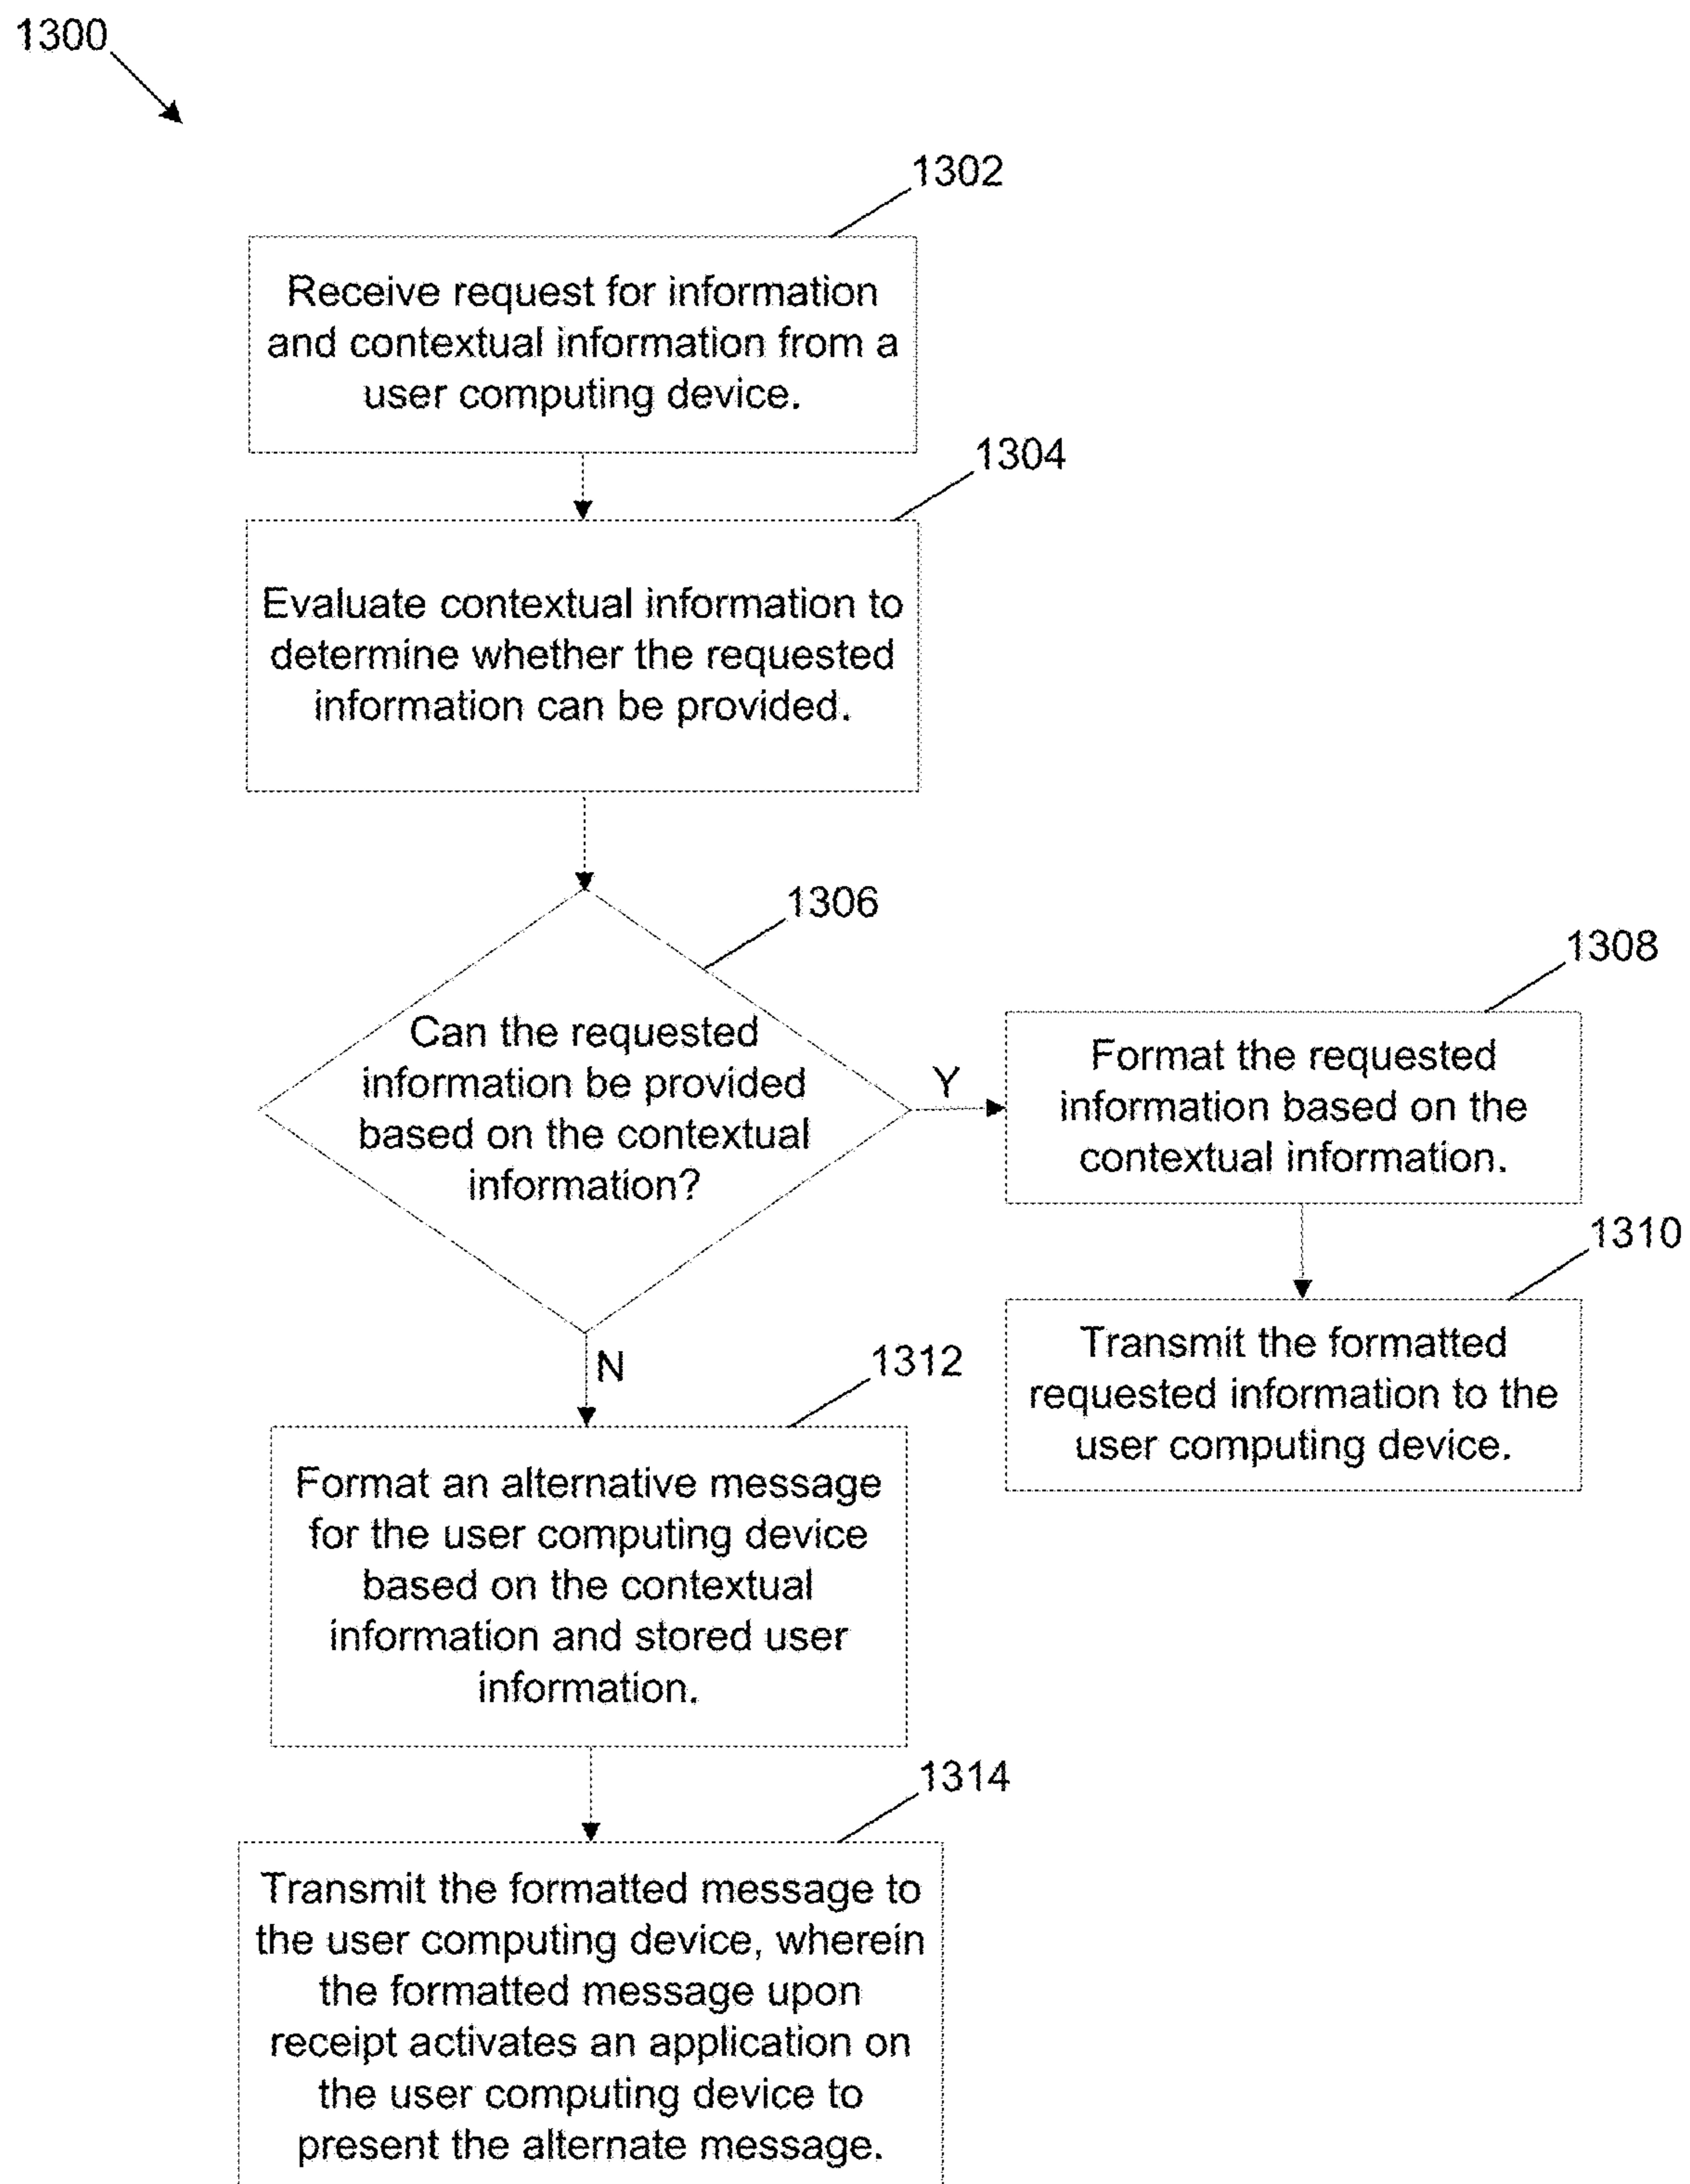 1300
1302
Receive request for information
and contextual information from a
user computing device.
1304
Evaluate contextual information to
determine whether the requested
information can be provided.
1306
Can the requested
information be provided
based on the contextual
information?
Y
1308
Format the requested
information based on the
contextual information.
1310
Transmit the formatted
requested information to the
user computing device.
N
1312
Format an alternative message
for the user computing device
based on the contextual
information and stored user
information.
1314
Transmit the formatted message to
the user computing device, wherein
the formatted message upon
receipt activates an application on
the user computing device to
present the alternate message.